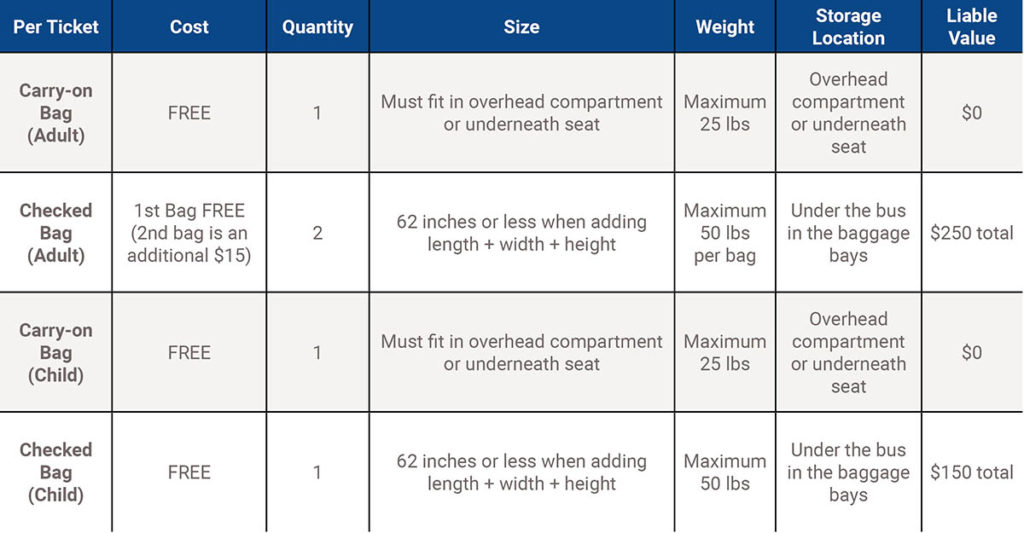 Per Ticket
Cost
Quantity
Size
Weight
Storage
Location
Liable
Value
Carry-on
Bag
(Adult)
FREE
1
Must fit in overhead compartment
or underneath seat
Maximum
25 lbs
Overhead
compartment
or underneath
seat
$0
Checked
Bag
(Adult)
1st Bag FREE
(2nd bag is an
additional $15)
2
62 inches or less when adding
length + width + height
Maximum
50 lbs
per bag
Under the bus
in the baggage
bays
$250 total
Carry-on
Bag
(Child)
FREE
1
Must fit in overhead compartment
or underneath seat
Maximum
25 lbs
Overhead
compartment
or underneath
seat
$0
Checked
Bag
(Child)
FREE
1
62 inches or less when adding
length + width + height
Maximum
50 lbs
Under the bus
in the baggage
bays
$150 total